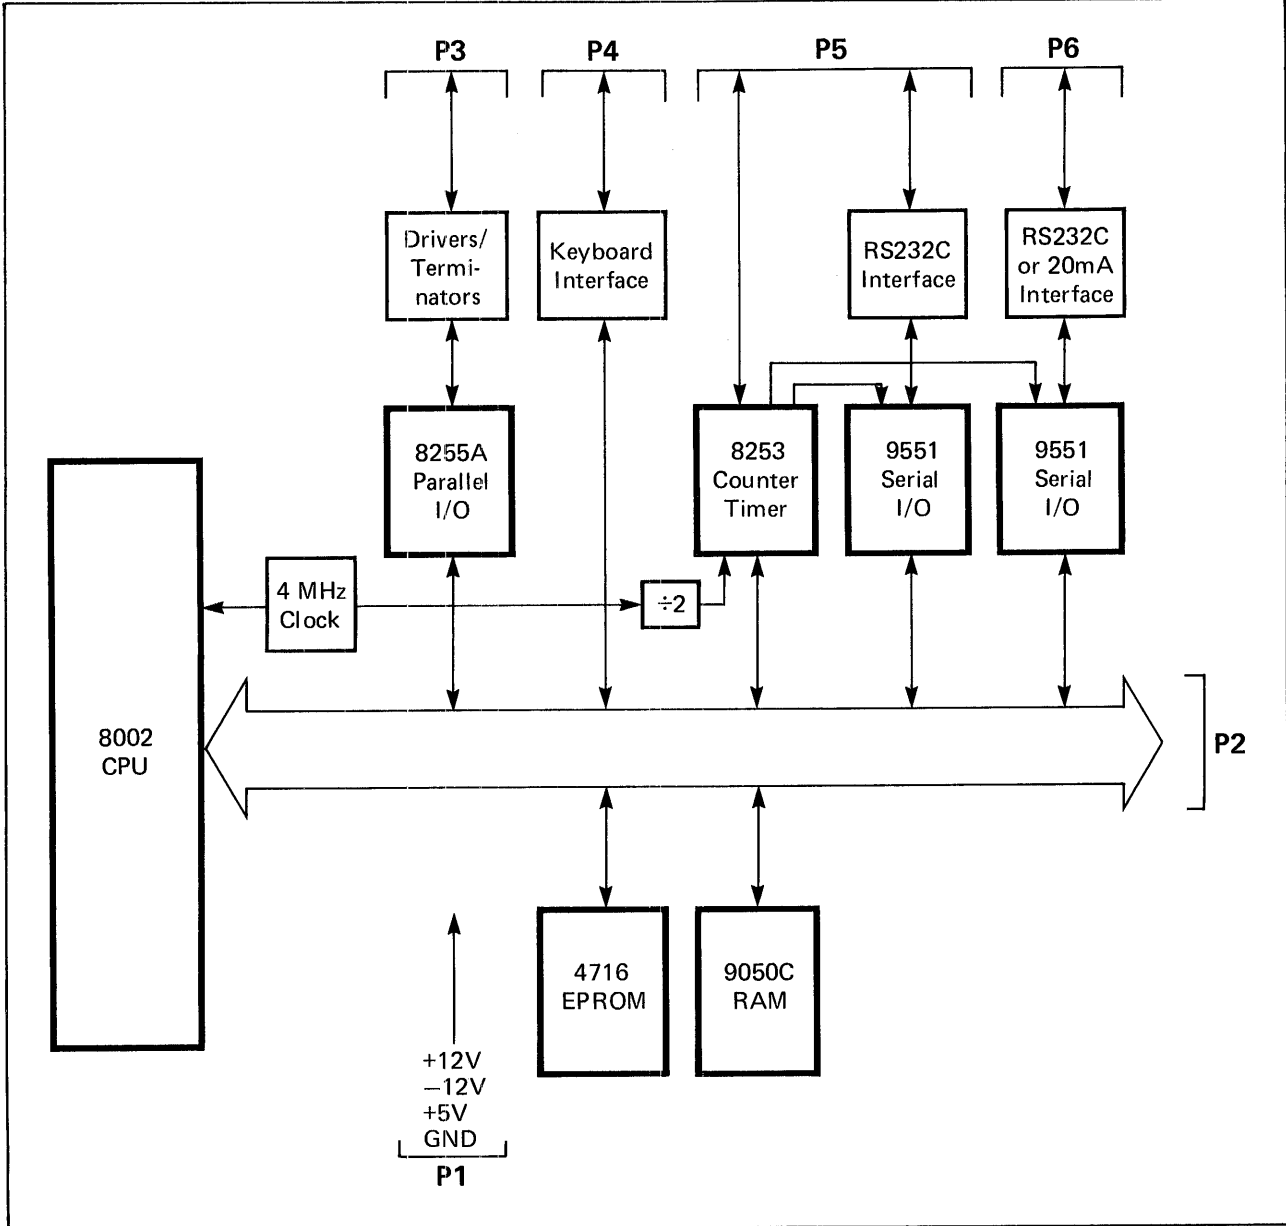 P3
P4
P5
P6
Drivers/
Termi-
nators
Keyboard
Interface
RS232C
Interface
RS232C
or 20mA
Interface
8255A
Parallel
I/O
8253
Counter
Timer
9551
Serial
I/O
9551
Serial
I/O
4 MHz
Clock
÷2
8002
CPU
P2
4716
EPROM
9050C
RAM
+12V
−12V
+5V
GND
P1